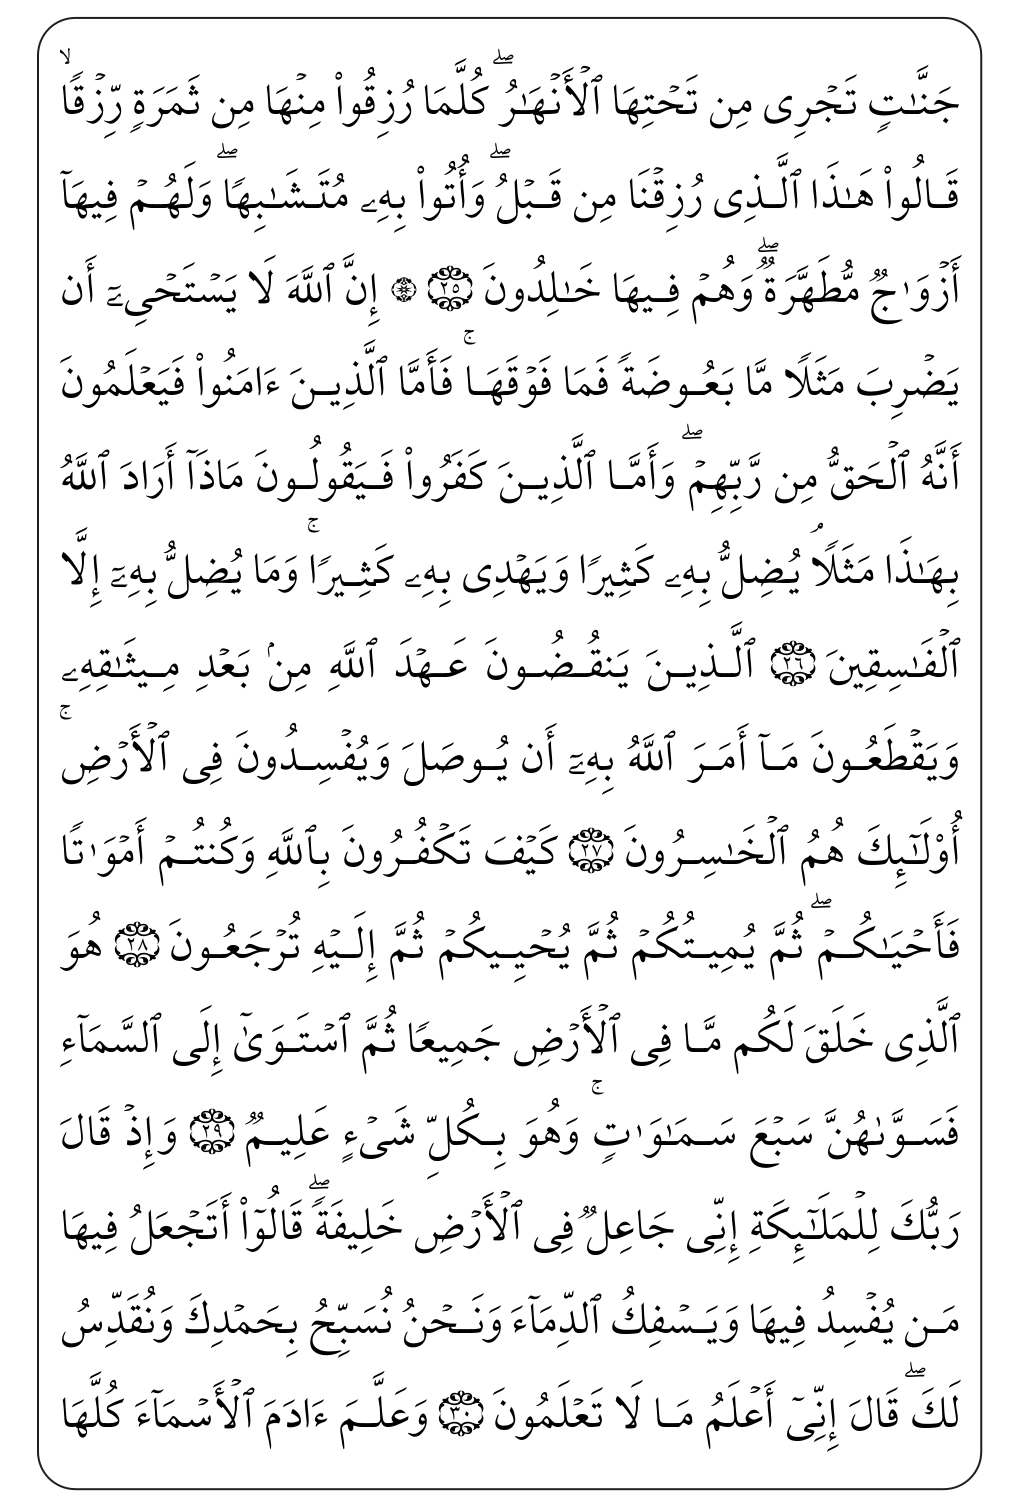 جَنَّـٰتٍ تَجْرِى مِن تَحْتِهَا ٱلْأَنْهَـٰرُ ۖ كُلَّمَا رُزِقُوا۟ مِنْهَا مِن ثَمَرَةٍ رِّزْقًا ۙ
قَالُوا۟ هَـٰذَا ٱلَّذِى رُزِقْنَا مِن قَبْلُ ۖ وَأُتُوا۟ بِهِۦ مُتَشَـٰبِهًا ۖ وَلَهُمْ فِيهَآ
أَزْوَٰجٌ مُّطَهَّرَةٌ ۖ وَهُمْ فِيهَا خَـٰلِدُونَ ٢٥ ۞ إِنَّ ٱللَّهَ لَا يَسْتَحْىِۦٓ أَن
يَضْرِبَ مَثَلًا مَّا بَعُوضَةً فَمَا فَوْقَهَا ۚ فَأَمَّا ٱلَّذِينَ ءَامَنُوا۟ فَيَعْلَمُونَ
أَنَّهُ ٱلْحَقُّ مِن رَّبِّهِمْ ۖ وَأَمَّا ٱلَّذِينَ كَفَرُوا۟ فَيَقُولُونَ مَاذَآ أَرَادَ ٱللَّهُ
بِهَـٰذَا مَثَلًا ۘ يُضِلُّ بِهِۦ كَثِيرًا وَيَهْدِى بِهِۦ كَثِيرًا ۚ وَمَا يُضِلُّ بِهِۦٓ إِلَّا
ٱلْفَـٰسِقِينَ ٢٦ ٱلَّذِينَ يَنقُضُونَ عَهْدَ ٱللَّهِ مِنۢ بَعْدِ مِيثَـٰقِهِۦ
وَيَقْطَعُونَ مَآ أَمَرَ ٱللَّهُ بِهِۦٓ أَن يُوصَلَ وَيُفْسِدُونَ فِى ٱلْأَرْضِ ۚ
أُو۟لَـٰٓئِكَ هُمُ ٱلْخَـٰسِرُونَ ٢٧ كَيْفَ تَكْفُرُونَ بِٱللَّهِ وَكُنتُمْ أَمْوَٰتًا
فَأَحْيَـٰكُمْ ۖ ثُمَّ يُمِيتُكُمْ ثُمَّ يُحْيِيكُمْ ثُمَّ إِلَيْهِ تُرْجَعُونَ ٢٨ هُوَ
ٱلَّذِى خَلَقَ لَكُم مَّا فِى ٱلْأَرْضِ جَمِيعًا ثُمَّ ٱسْتَوَىٰٓ إِلَى ٱلسَّمَآءِ
فَسَوَّىٰهُنَّ سَبْعَ سَمَـٰوَٰتٍ ۚ وَهُوَ بِكُلِّ شَىْءٍ عَلِيمٌ ٢٩ وَإِذْ قَالَ
رَبُّكَ لِلْمَلَـٰٓئِكَةِ إِنِّى جَاعِلٌ فِى ٱلْأَرْضِ خَلِيفَةً ۖ قَالُوٓا۟ أَتَجْعَلُ فِيهَا
مَن يُفْسِدُ فِيهَا وَيَسْفِكُ ٱلدِّمَآءَ وَنَحْنُ نُسَبِّحُ بِحَمْدِكَ وَنُقَدِّسُ
لَكَ ۖ قَالَ إِنِّىٓ أَعْلَمُ مَا لَا تَعْلَمُونَ ٣٠ وَعَلَّمَ ءَادَمَ ٱلْأَسْمَآءَ كُلَّهَا